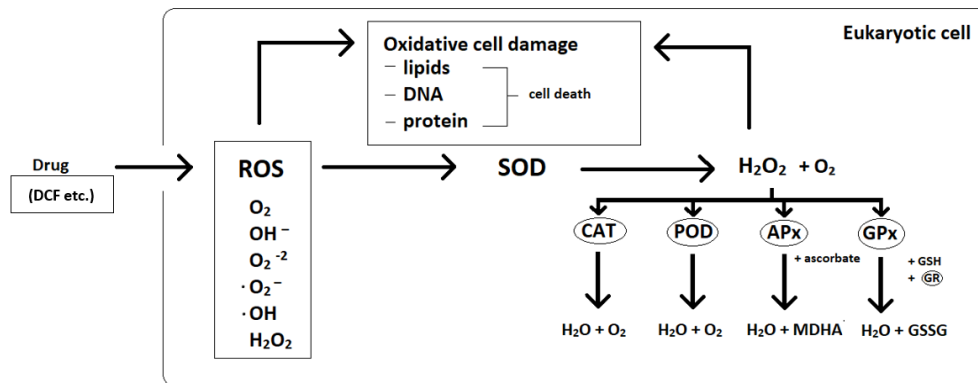 Eukaryotic cell
Oxidative cell damage
– lipids
– DNA
– protein
cell death
Drug
(DCF etc.)
ROS
O₂
OH⁻
O₂⁻²
·O₂⁻
·OH
H₂O₂
SOD
H₂O₂ + O₂
CAT
POD
APx
GPx
+ ascorbate
+ GSH
+ GR
H₂O + O₂
H₂O + O₂
H₂O + MDHA
H₂O + GSSG